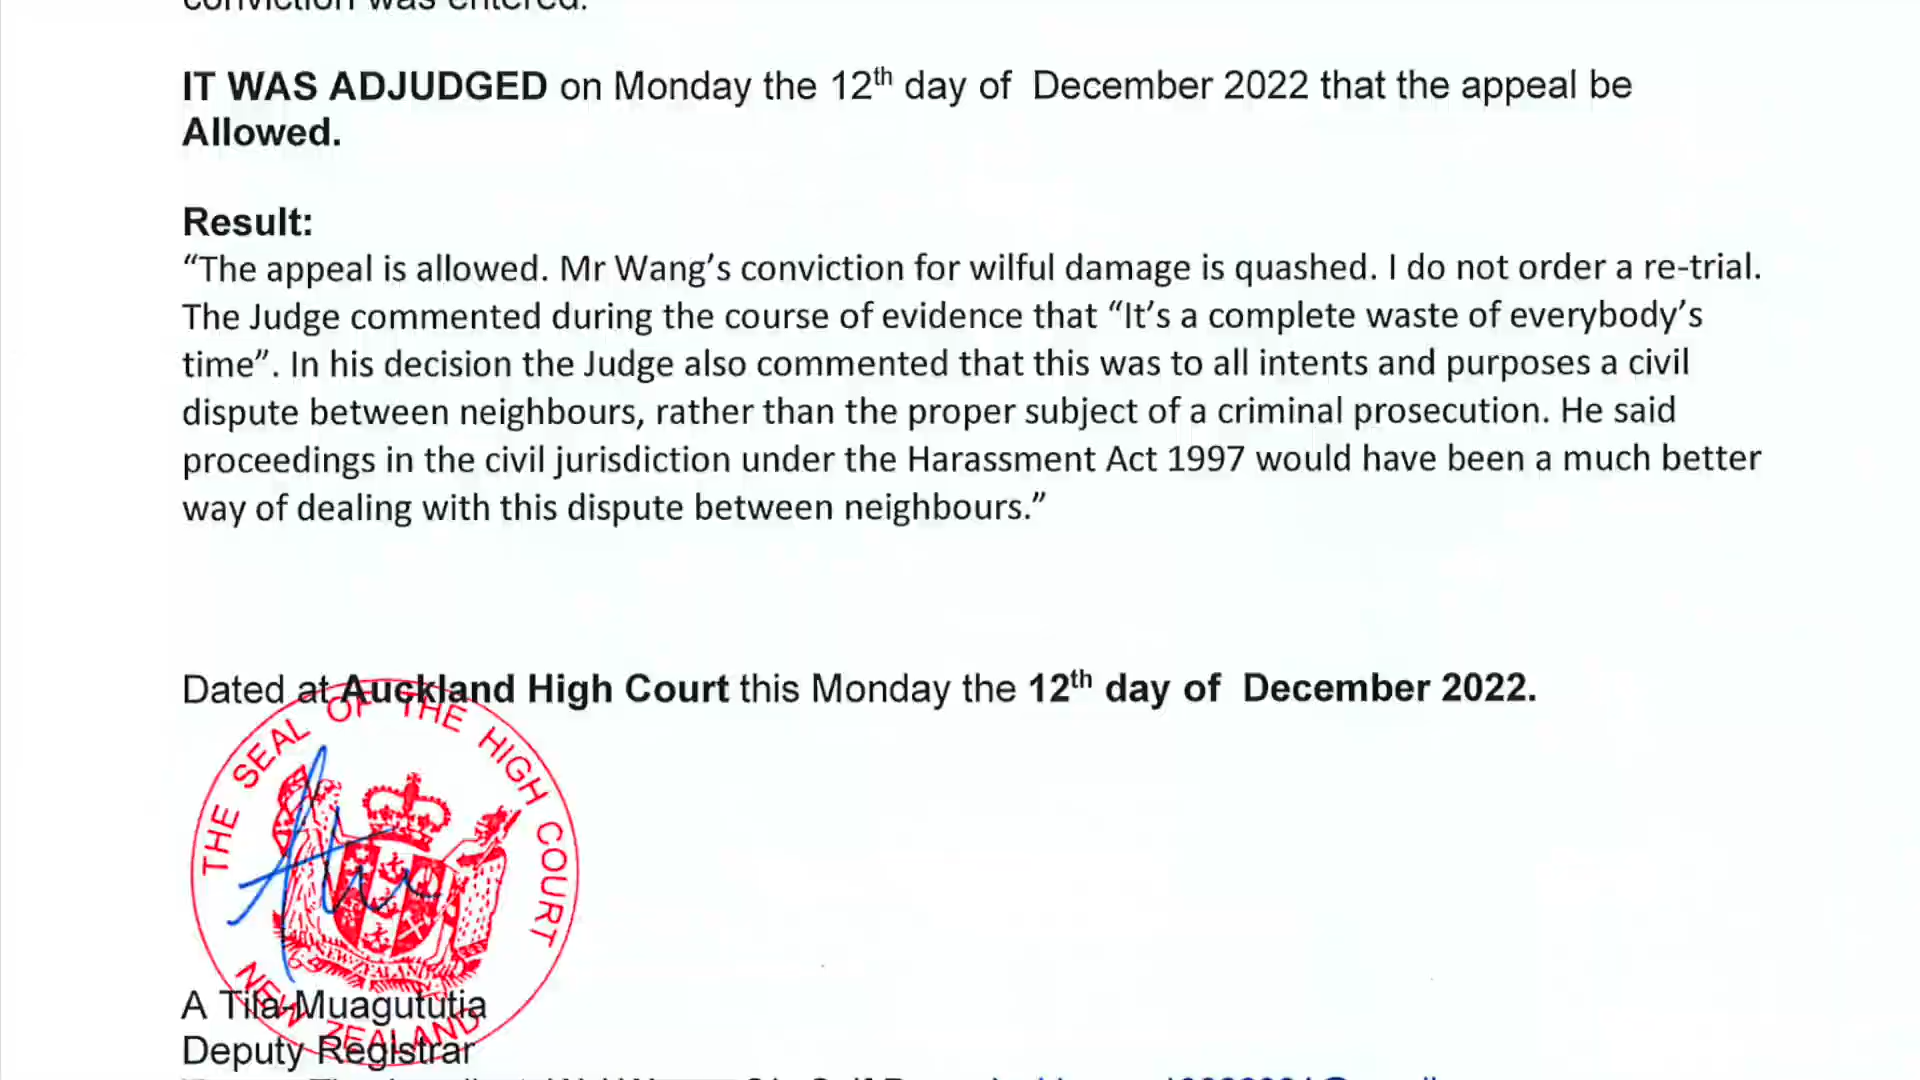 conviction was entered.
IT WAS ADJUDGED on Monday the 12th day of December 2022 that the appeal be
Allowed.
Result:
“The appeal is allowed. Mr Wang’s conviction for wilful damage is quashed. I do not order a re-trial.
The Judge commented during the course of evidence that “It’s a complete waste of everybody’s
time”. In his decision the Judge also commented that this was to all intents and purposes a civil
dispute between neighbours, rather than the proper subject of a criminal prosecution. He said
proceedings in the civil jurisdiction under the Harassment Act 1997 would have been a much better
way of dealing with this dispute between neighbours.”
Dated at Auckland High Court this Monday the 12th day of December 2022.
THE SEAL OF THE HIGH COURT
NEW ZEALAND
NEW ZEALAND
A Tila-Muagututia
Deputy Registrar